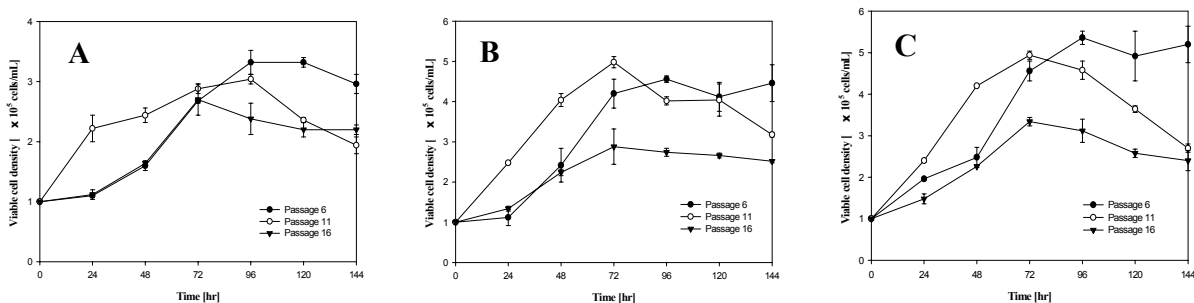 A
Viable cell density [ x 10⁵ cells/mL]
4
3
2
1
0
0 24 48 72 96 120 144
Time [hr]
Passage 6
Passage 11
Passage 16
B
Viable cell density [ x 10⁵ cells/mL]
6
5
4
3
2
1
0
0 24 48 72 96 120 144
Time [hr]
Passage 6
Passage 11
Passage 16
C
Viable cell density [ x 10⁵ cells/mL]
6
5
4
3
2
1
0
0 24 48 72 96 120 144
Time [hr]
Passage 6
Passage 11
Passage 16